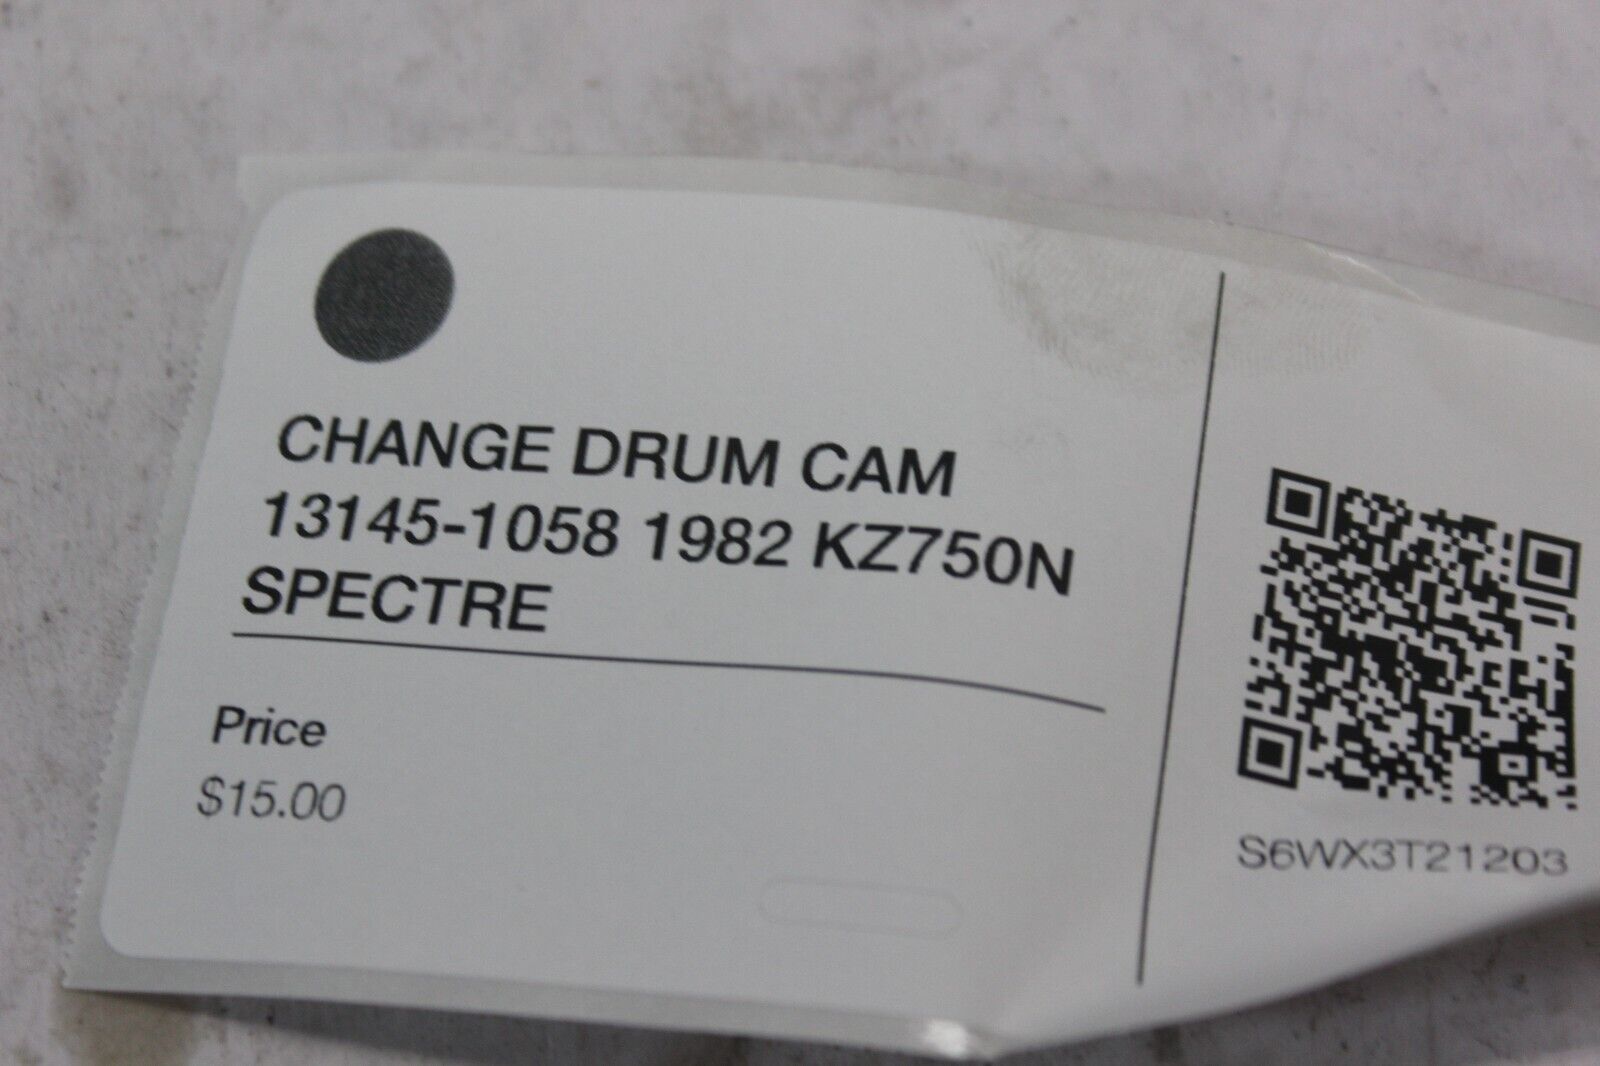 CHANGE DRUM CAM
13145-1058 1982 KZ750N
SPECTRE
Price
$15.00
S6WX3T21203